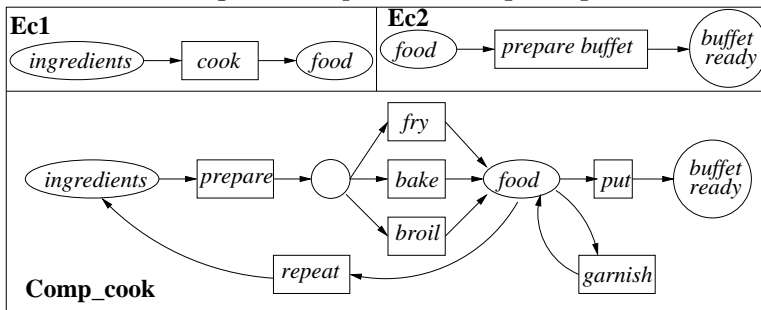 Ec1
ingredients
cook
food
Ec2
food
prepare buffet
buffet
ready
ingredients
prepare
fry
bake
broil
food
put
buffet
ready
repeat
garnish
Comp_cook